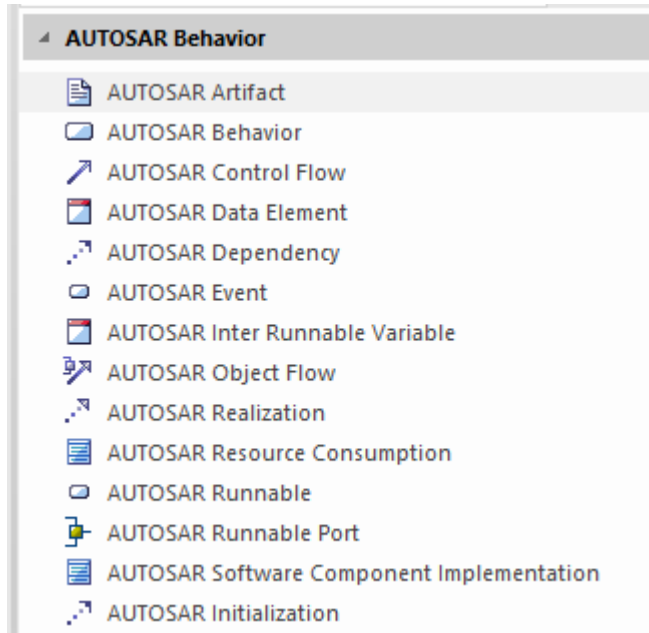 AUTOSAR Behavior
AUTOSAR Artifact
AUTOSAR Behavior
AUTOSAR Control Flow
AUTOSAR Data Element
AUTOSAR Dependency
AUTOSAR Event
AUTOSAR Inter Runnable Variable
AUTOSAR Object Flow
AUTOSAR Realization
AUTOSAR Resource Consumption
AUTOSAR Runnable
AUTOSAR Runnable Port
AUTOSAR Software Component Implementation
AUTOSAR Initialization